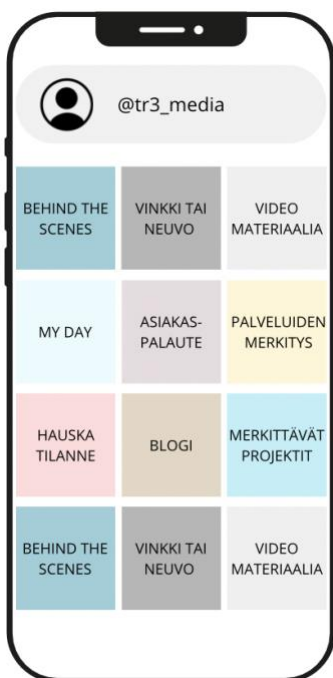 @tr3_media
BEHIND THE
SCENES
VINKKI TAI
NEUVO
VIDEO
MATERIAALIA
MY DAY
ASIAKAS-
PALAUTE
PALVELUIDEN
MERKITYS
HAUSKA
TILANNE
BLOGI
MERKITTÄVÄT
PROJEKTIT
BEHIND THE
SCENES
VINKKI TAI
NEUVO
VIDEO
MATERIAALIA